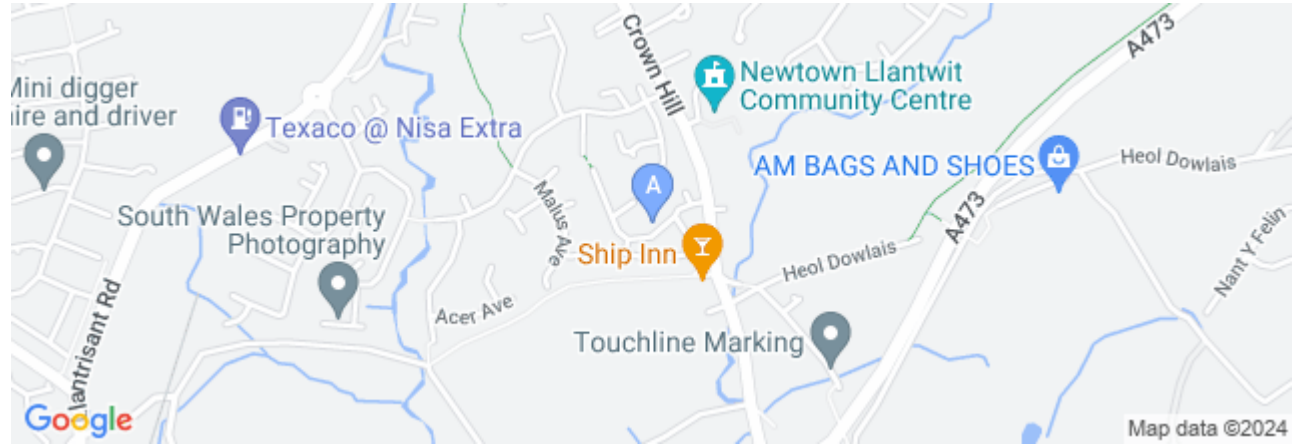 Crown Hill
A473
Newtown Llantwit
Community Centre
Mini digger
ire and driver
Texaco @ Nisa Extra
AM BAGS AND SHOES
Heol Dowlais
A
Malus Ave
South Wales Property
Photography
A473
Ship Inn
Heol Dowlais
Nant Y Felin
Acer Ave
lantrisant Rd
Touchline Marking
Google
Map data ©2024